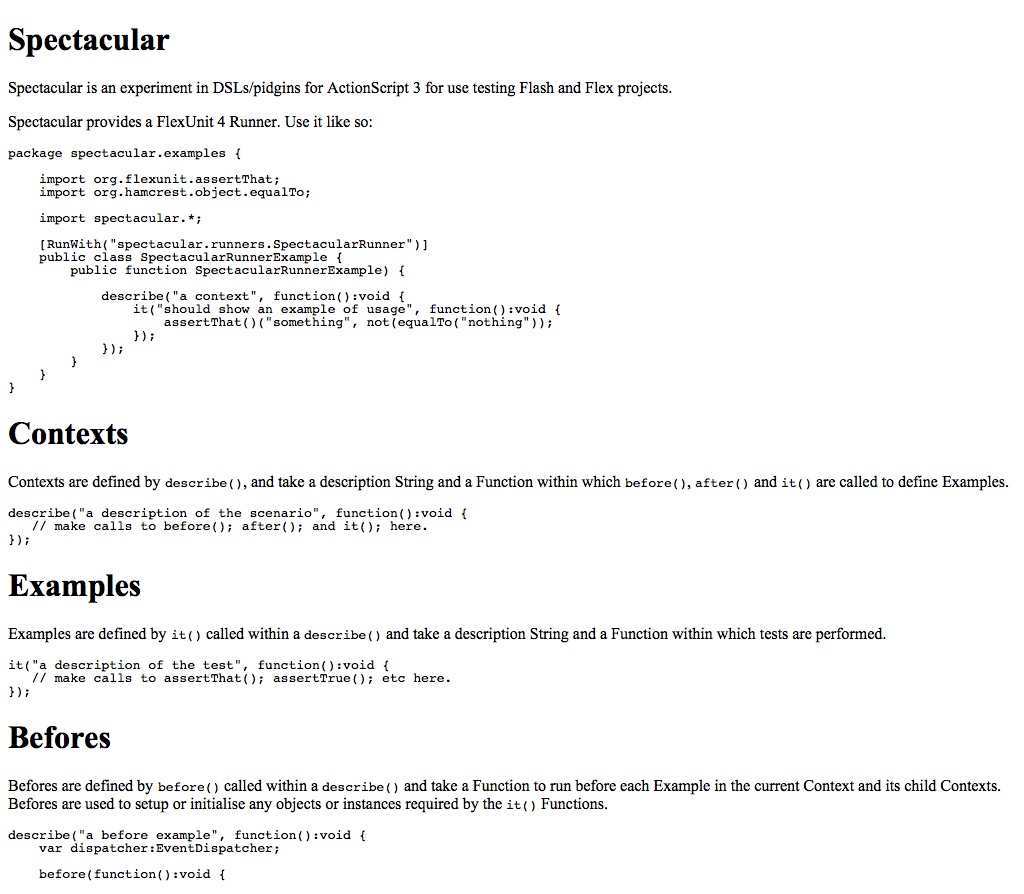 Spectacular
Spectacular is an experiment in DSLs/pidgins for ActionScript 3 for use testing Flash and Flex projects.
Spectacular provides a FlexUnit 4 Runner. Use it like so:
package spectacular.examples {
    import org.flexunit.assertThat;
    import org.hamcrest.object.equalTo;
    import spectacular.*;
    [RunWith("spectacular.runners.SpectacularRunner")]
    public class SpectacularRunnerExample {
        public function SpectacularRunnerExample) {
            describe("a context", function():void {
                it("should show an example of usage", function():void {
                    assertThat()("something", not(equalTo("nothing"));
                });
            });
        }
    }
}
Contexts
Contexts are defined by describe(), and take a description String and a Function within which before(), after() and it() are called to define Examples.
describe("a description of the scenario", function():void {
   // make calls to before(); after(); and it(); here.
});
Examples
Examples are defined by it() called within a describe() and take a description String and a Function within which tests are performed.
it("a description of the test", function():void {
   // make calls to assertThat(); assertTrue(); etc here.
});
Befores
Befores are defined by before() called within a describe() and take a Function to run before each Example in the current Context and its child Contexts.
Befores are used to setup or initialise any objects or instances required by the it() Functions.
describe("a before example", function():void {
    var dispatcher:EventDispatcher;
    before(function():void {